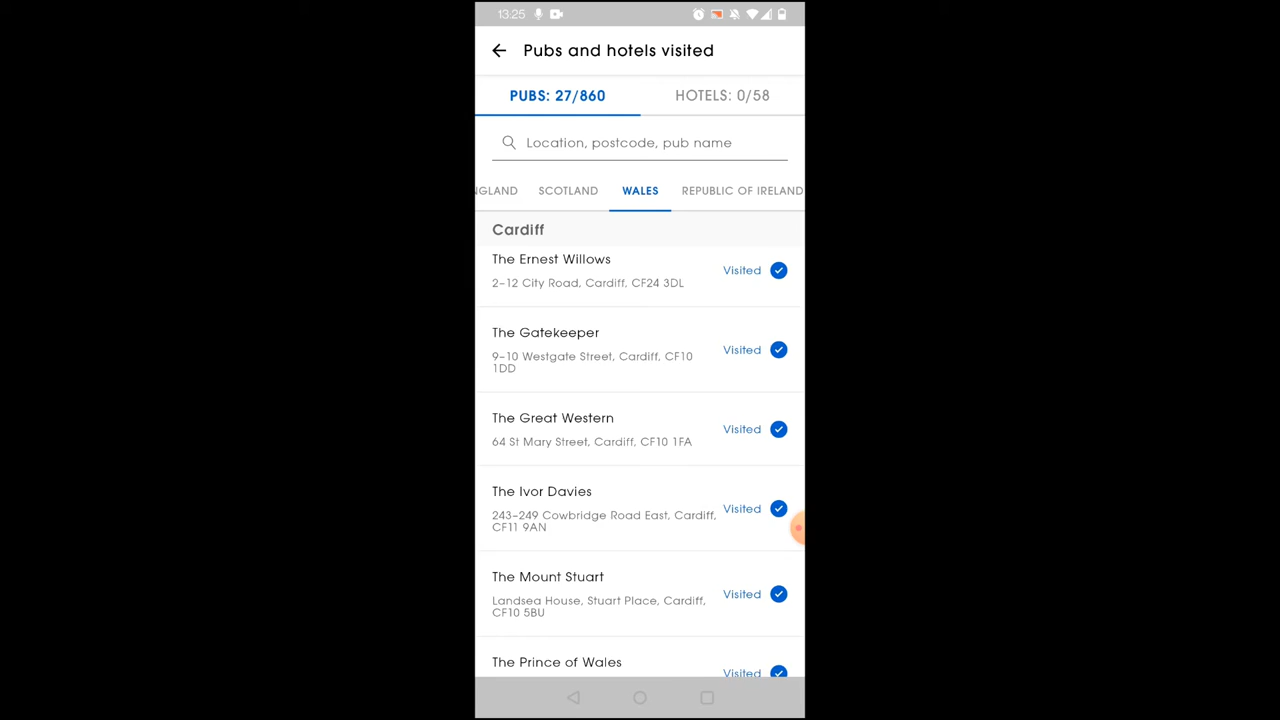 13:25
Pubs and hotels visited
PUBS: 27/860
HOTELS: 0/58
Location, postcode, pub name
NGLAND
SCOTLAND
WALES
REPUBLIC OF IRELAND
Cardiff
The Ernest Willows
2–12 City Road, Cardiff, CF24 3DL
Visited
The Gatekeeper
9–10 Westgate Street, Cardiff, CF10
1DD
Visited
The Great Western
64 St Mary Street, Cardiff, CF10 1FA
Visited
The Ivor Davies
243–249 Cowbridge Road East, Cardiff,
CF11 9AN
Visited
The Mount Stuart
Landsea House, Stuart Place, Cardiff,
CF10 5BU
Visited
The Prince of Wales
Visited